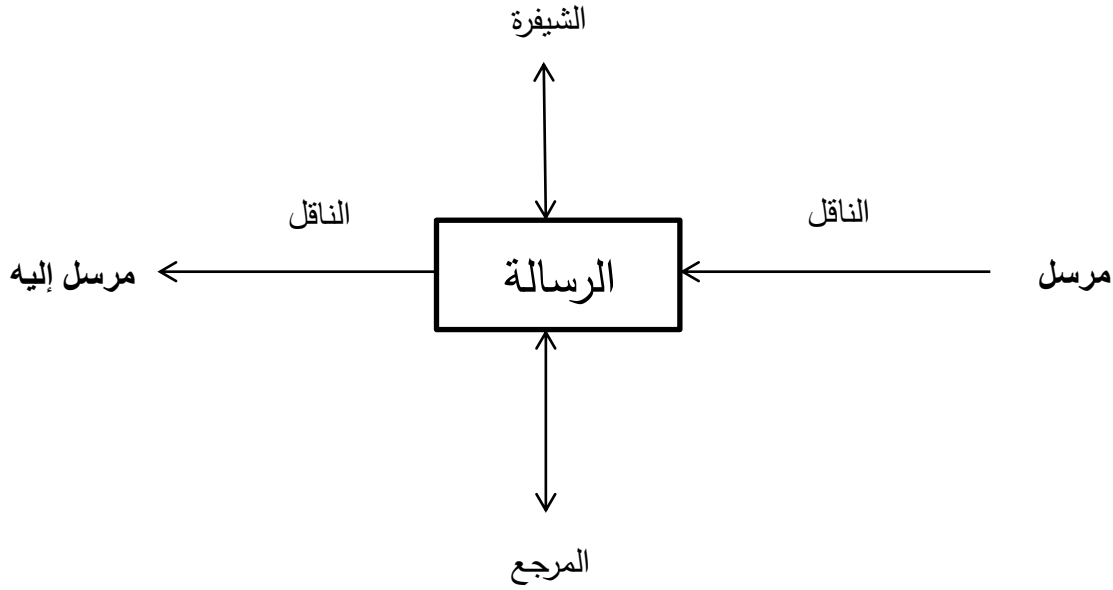 الشيفرة
الناقل
الناقل
مرسل
الرسالة
مرسل إليه
المرجع